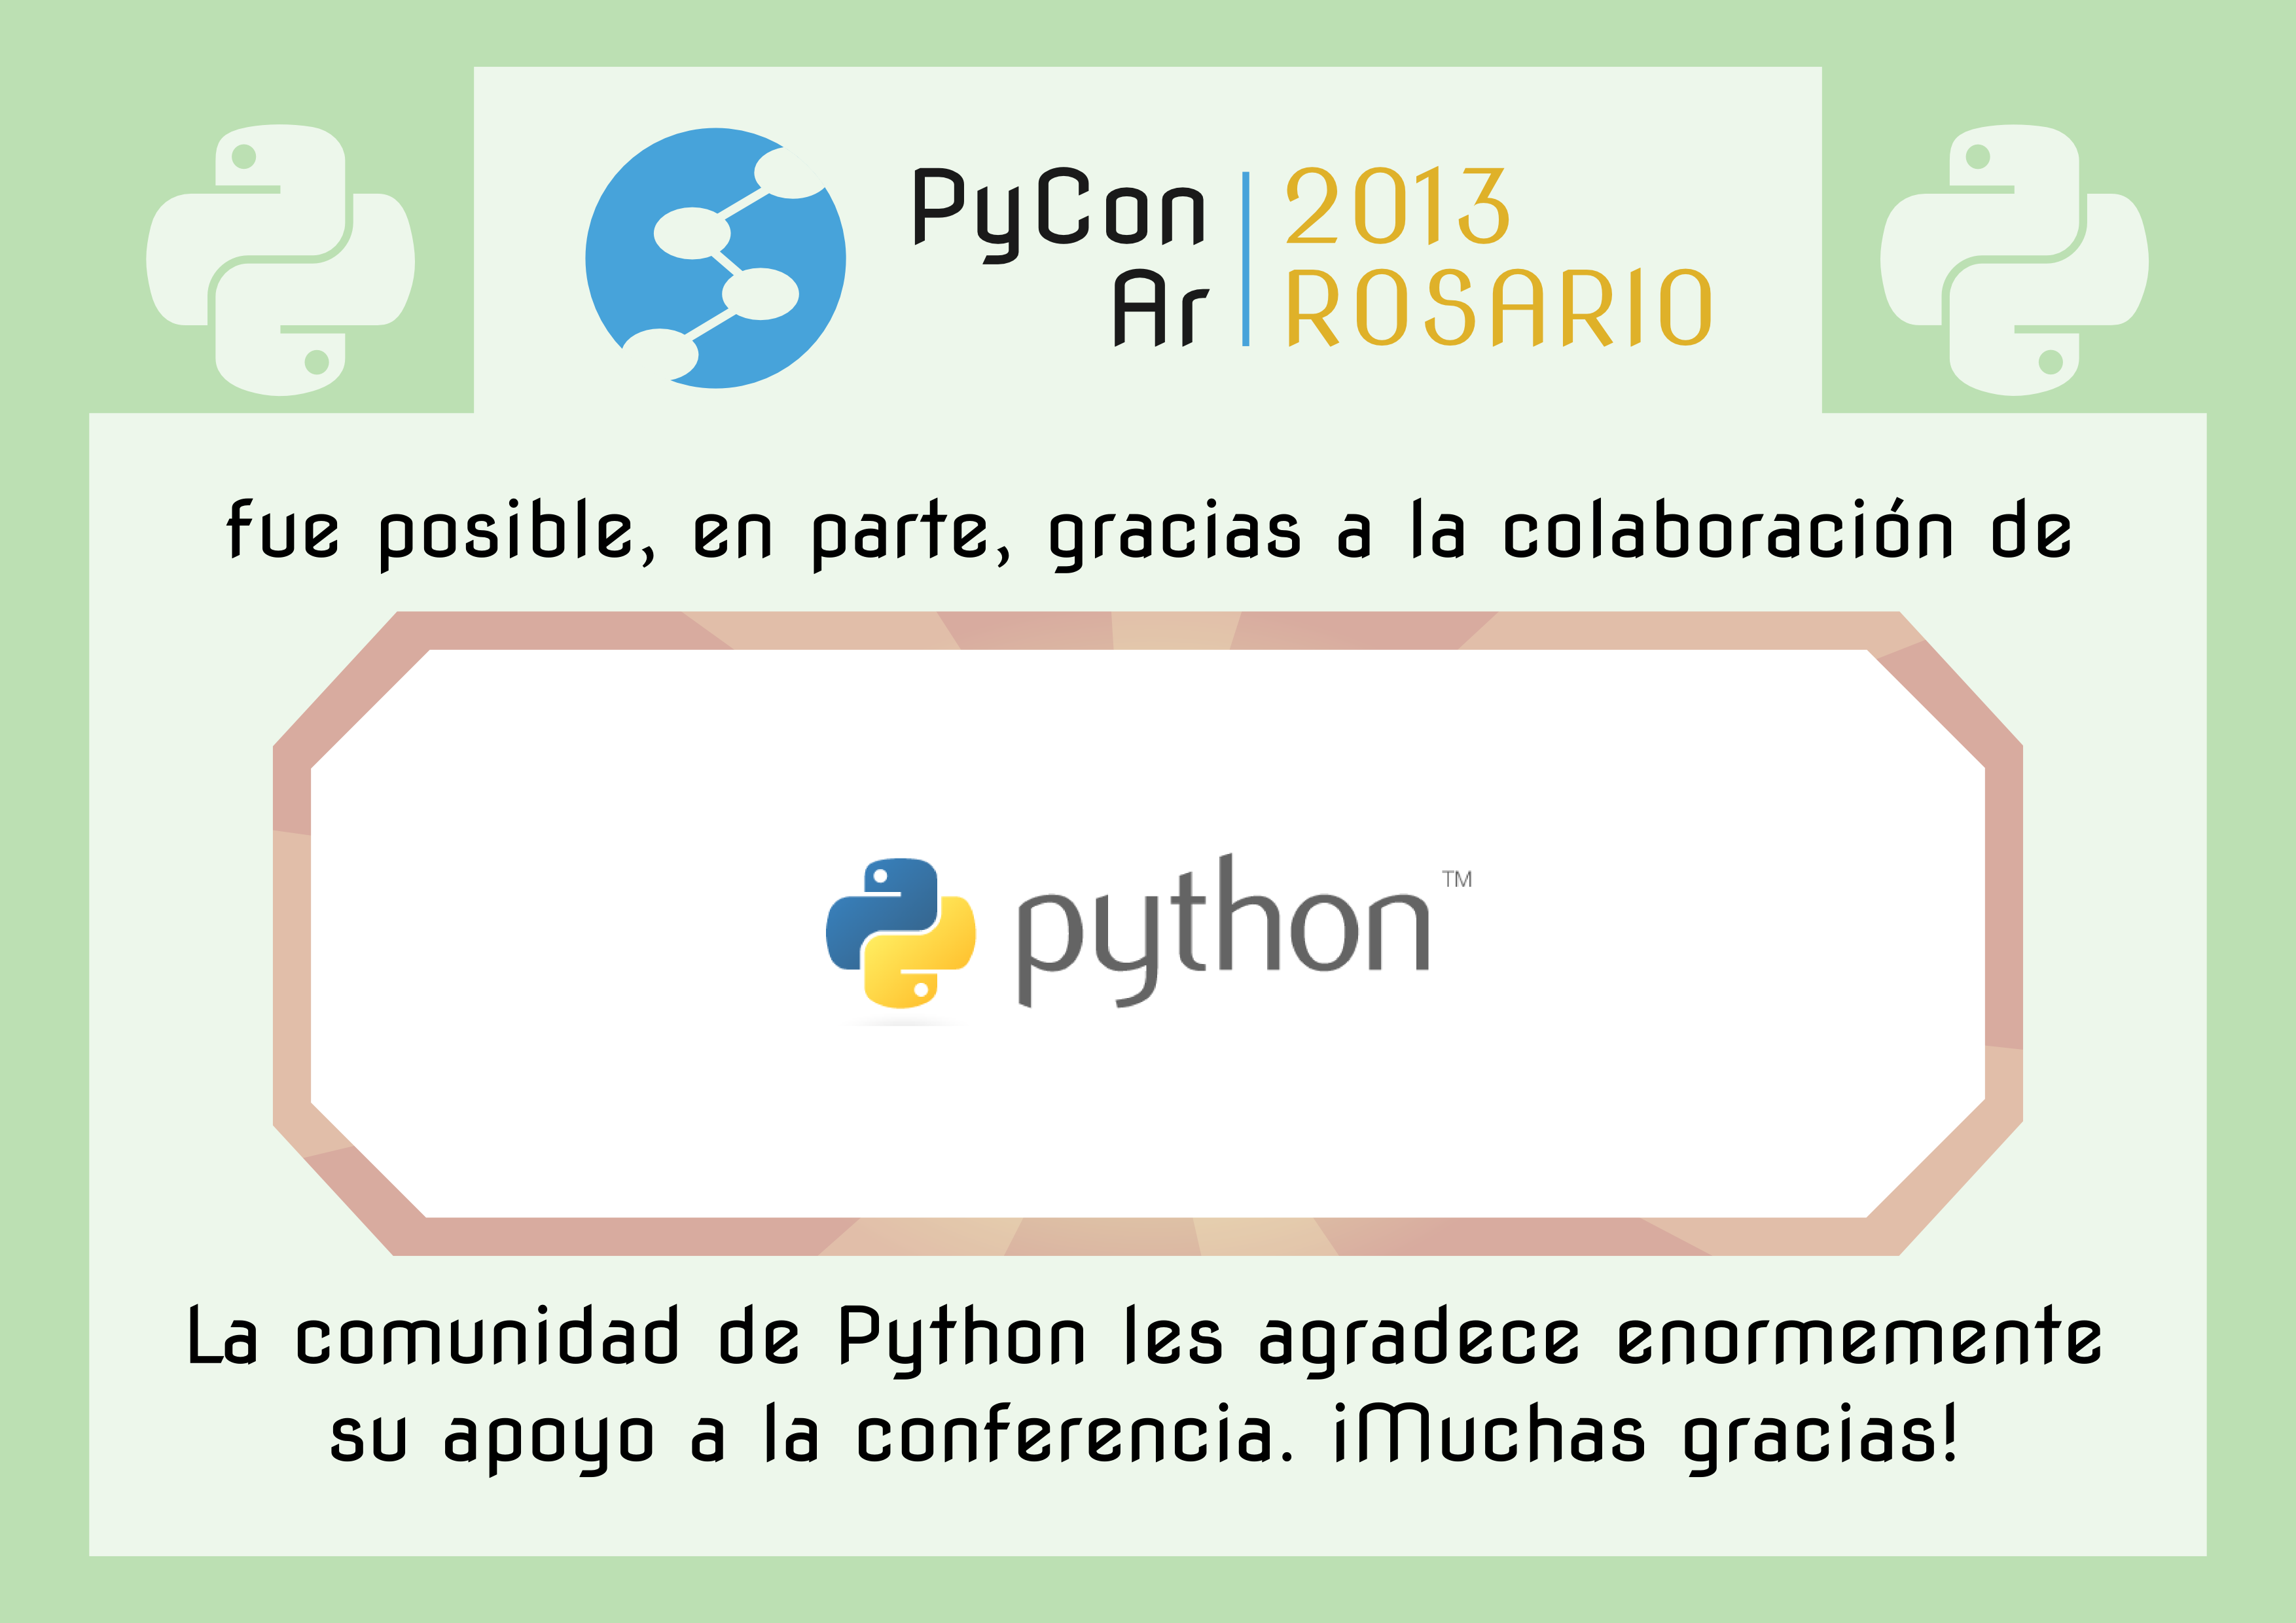 PyCon
Ar
2013
ROSARIO
fue posible, en parte, gracias a la colaboración de
python™
La comunidad de Python les agradece enormemente
su apoyo a la conferencia. ¡Muchas gracias!